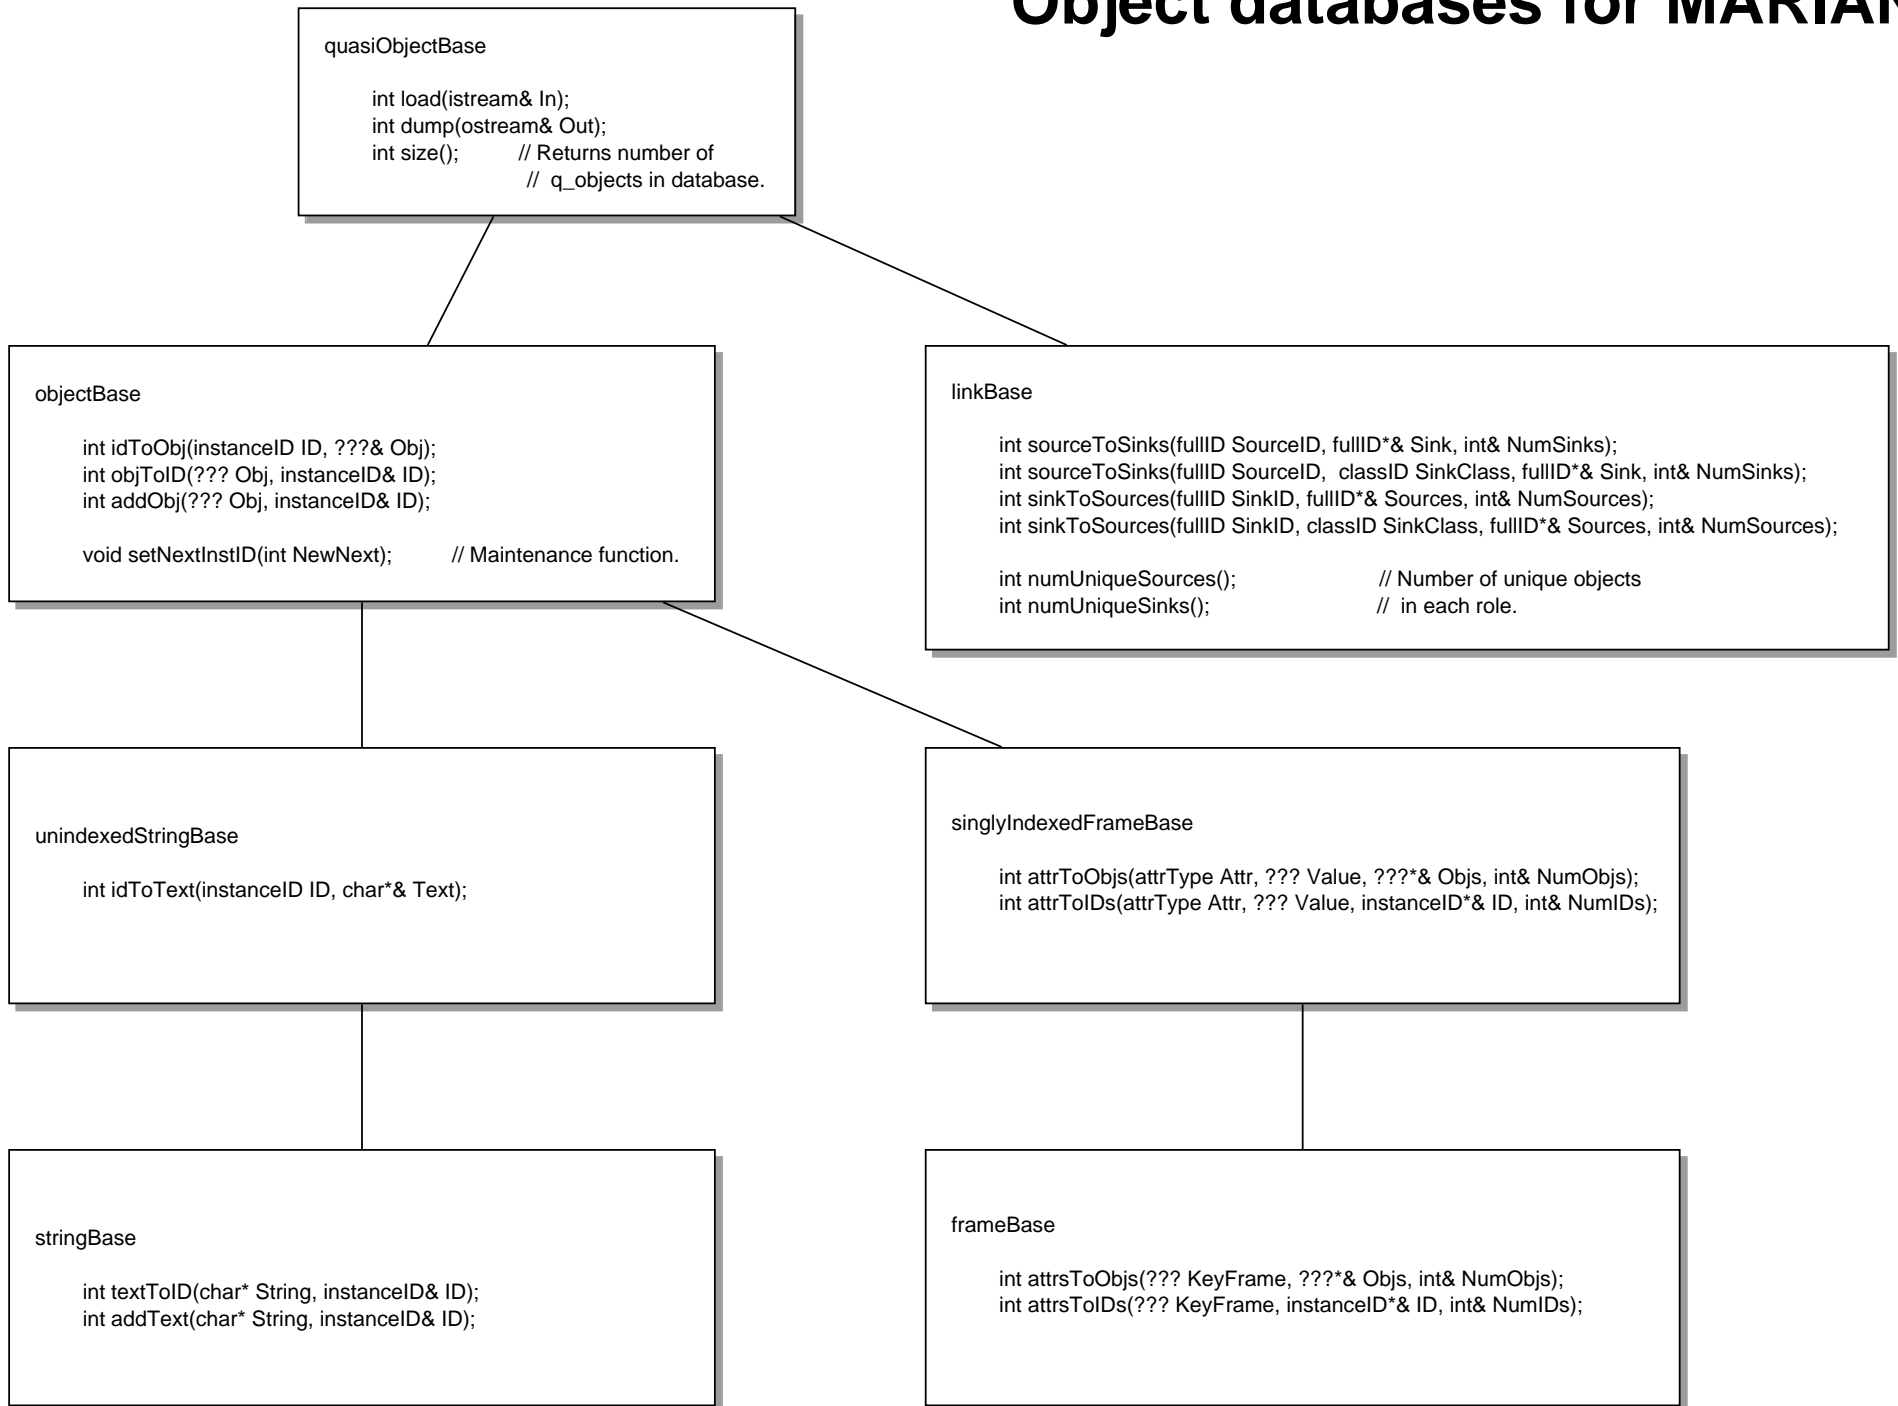 Object databases for MARIAN
quasiObjectBase
int load(istream& In);
int dump(ostream& Out);
int size(); // Returns number of
// q_objects in database.
objectBase
int idToObj(instanceID ID, ???& Obj);
int objToID(??? Obj, instanceID& ID);
int addObj(??? Obj, instanceID& ID);
void setNextInstID(int NewNext); // Maintenance function.
linkBase
int sourceToSinks(fullID SourceID, fullID*& Sink, int& NumSinks);
int sourceToSinks(fullID SourceID, classID SinkClass, fullID*& Sink, int& NumSinks);
int sinkToSources(fullID SinkID, fullID*& Sources, int& NumSources);
int sinkToSources(fullID SinkID, classID SinkClass, fullID*& Sources, int& NumSources);
int numUniqueSources(); // Number of unique objects
int numUniqueSinks(); // in each role.
unindexedStringBase
int idToText(instanceID ID, char*& Text);
singlyIndexedFrameBase
int attrToObjs(attrType Attr, ??? Value, ???*& Objs, int& NumObjs);
int attrToIDs(attrType Attr, ??? Value, instanceID*& ID, int& NumIDs);
stringBase
int textToID(char* String, instanceID& ID);
int addText(char* String, instanceID& ID);
frameBase
int attrsToObjs(??? KeyFrame, ???*& Objs, int& NumObjs);
int attrsToIDs(??? KeyFrame, instanceID*& ID, int& NumIDs);